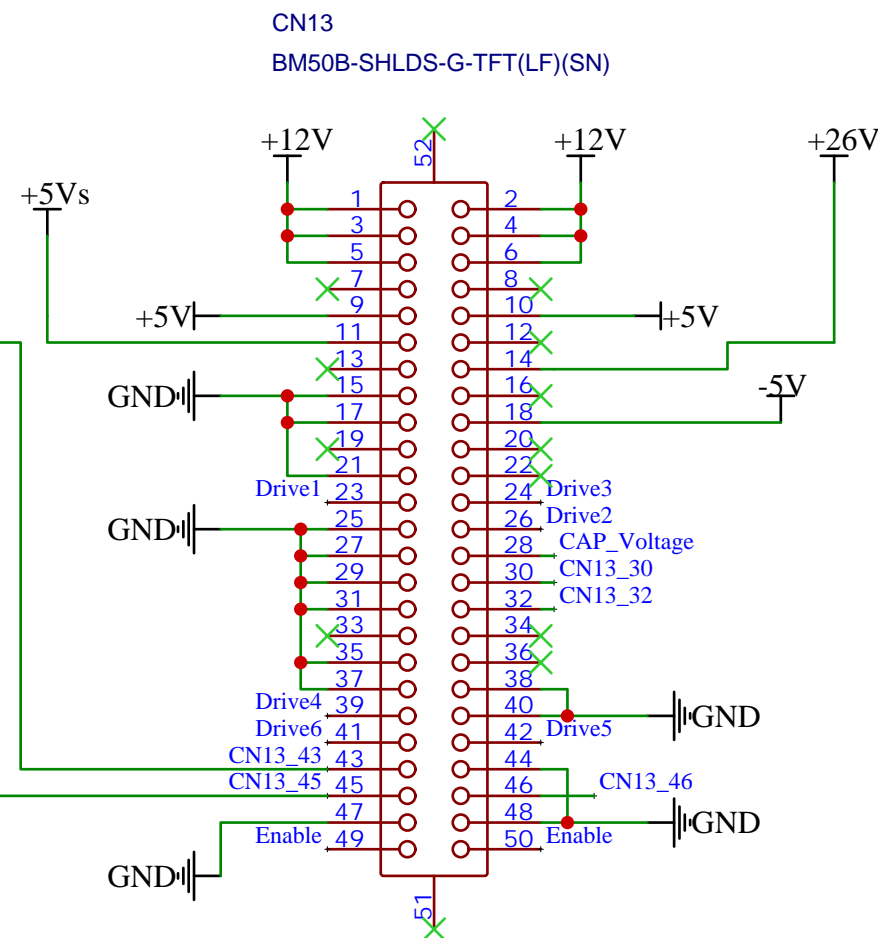 CN13
BM50B-SHLDS-G-TFT(LF)(SN)
+12V
52
+12V
+26V
+5Vs
1
2
3
4
5
6
7
8
+5V
9
10
+5V
11
12
13
14
GND
15
16
-5V
17
18
19
20
21
22
Drive1
23
24
Drive3
GND
25
26
Drive2
27
28
CAP_Voltage
29
30
CN13_30
31
32
CN13_32
33
34
35
36
37
38
Drive4
39
40
GND
Drive6
41
42
Drive5
CN13_43
43
44
CN13_45
45
46
CN13_46
47
48
GND
Enable
49
50
Enable
GND
51